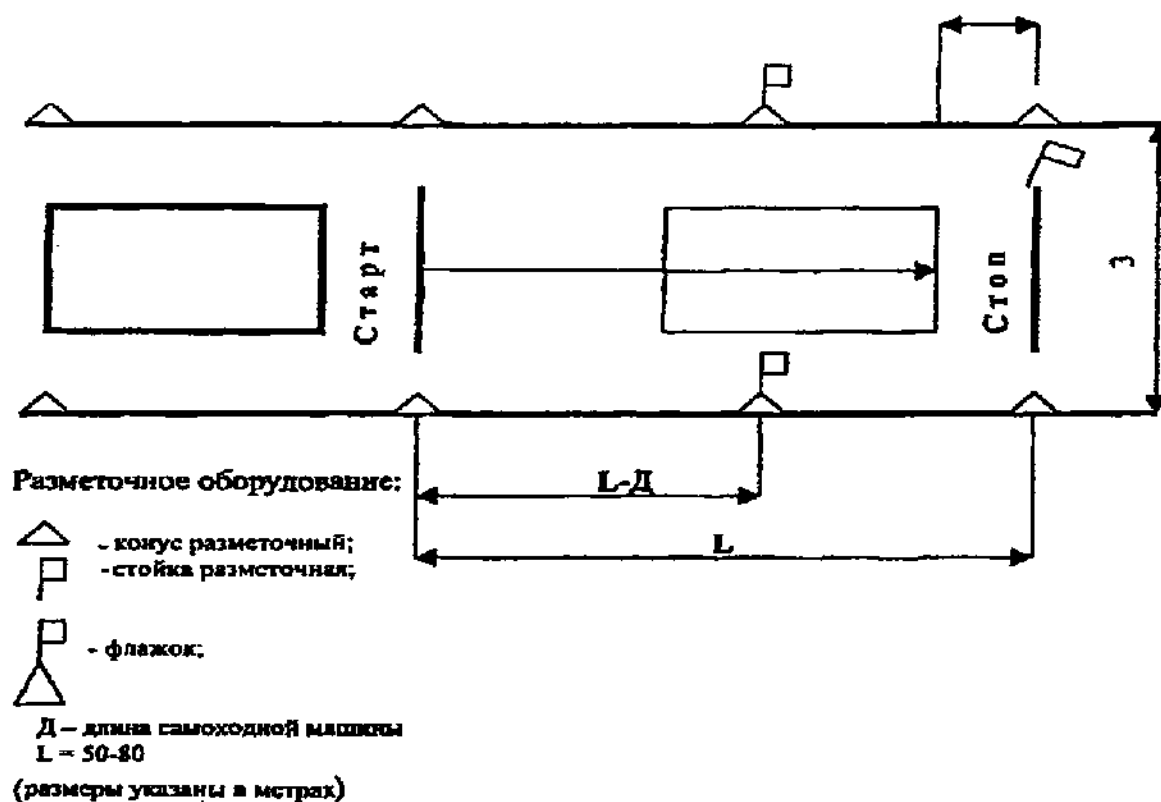 Старт
Стоп
3
Разметочное оборудование:
L-Д
- конус разметочный;
L
- стойка разметочная;
- флажок;
Д – длина самоходной машины
L = 50-80
(размеры указаны в метрах)